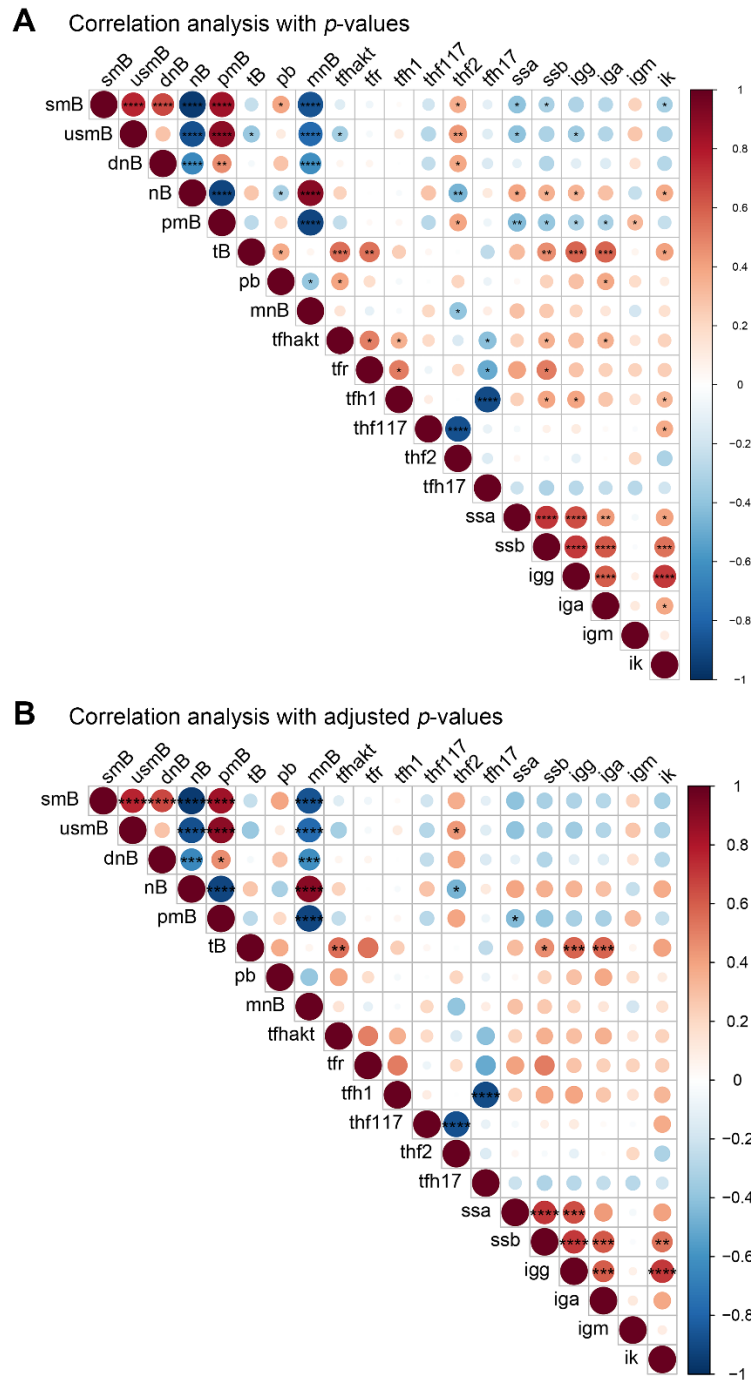 A Correlation analysis with p-values
smB usmB dnB nB pmB tB pb mnB tfhakt tfr tfh1 thf117 thf2 tfh17 ssa ssb igg iga igm ik
smB **** **** **** **** * **** * * * * 1
usmB **** **** * **** * ** * *
dnB **** ** **** * 0.8
nB **** * **** ** * * * *
pmB **** * ** * * * * 0.6
tB * *** ** ** *** *** *
pb * * * 0.4
mnB *
tfhakt * * * * * 0.2
tfr * * *
tfh1 **** * * * 0
thf117 **** *
thf2 −0.2
tfh17
ssa **** **** ** * −0.4
ssb **** **** ***
igg **** **** −0.6
iga *
igm −0.8
ik
−1
B Correlation analysis with adjusted p-values
smB usmB dnB nB pmB tB pb mnB tfhakt tfr tfh1 thf117 thf2 tfh17 ssa ssb igg iga igm ik
smB **** **** **** **** **** 1
usmB **** **** **** *
dnB *** * *** 0.8
nB **** **** *
pmB **** * 0.6
tB ** * *** ***
pb 0.4
mnB
tfhakt 0.2
tfr
tfh1 **** 0
thf117 ****
thf2 −0.2
tfh17
ssa **** *** −0.4
ssb **** *** **
igg *** **** −0.6
iga
igm −0.8
ik
−1